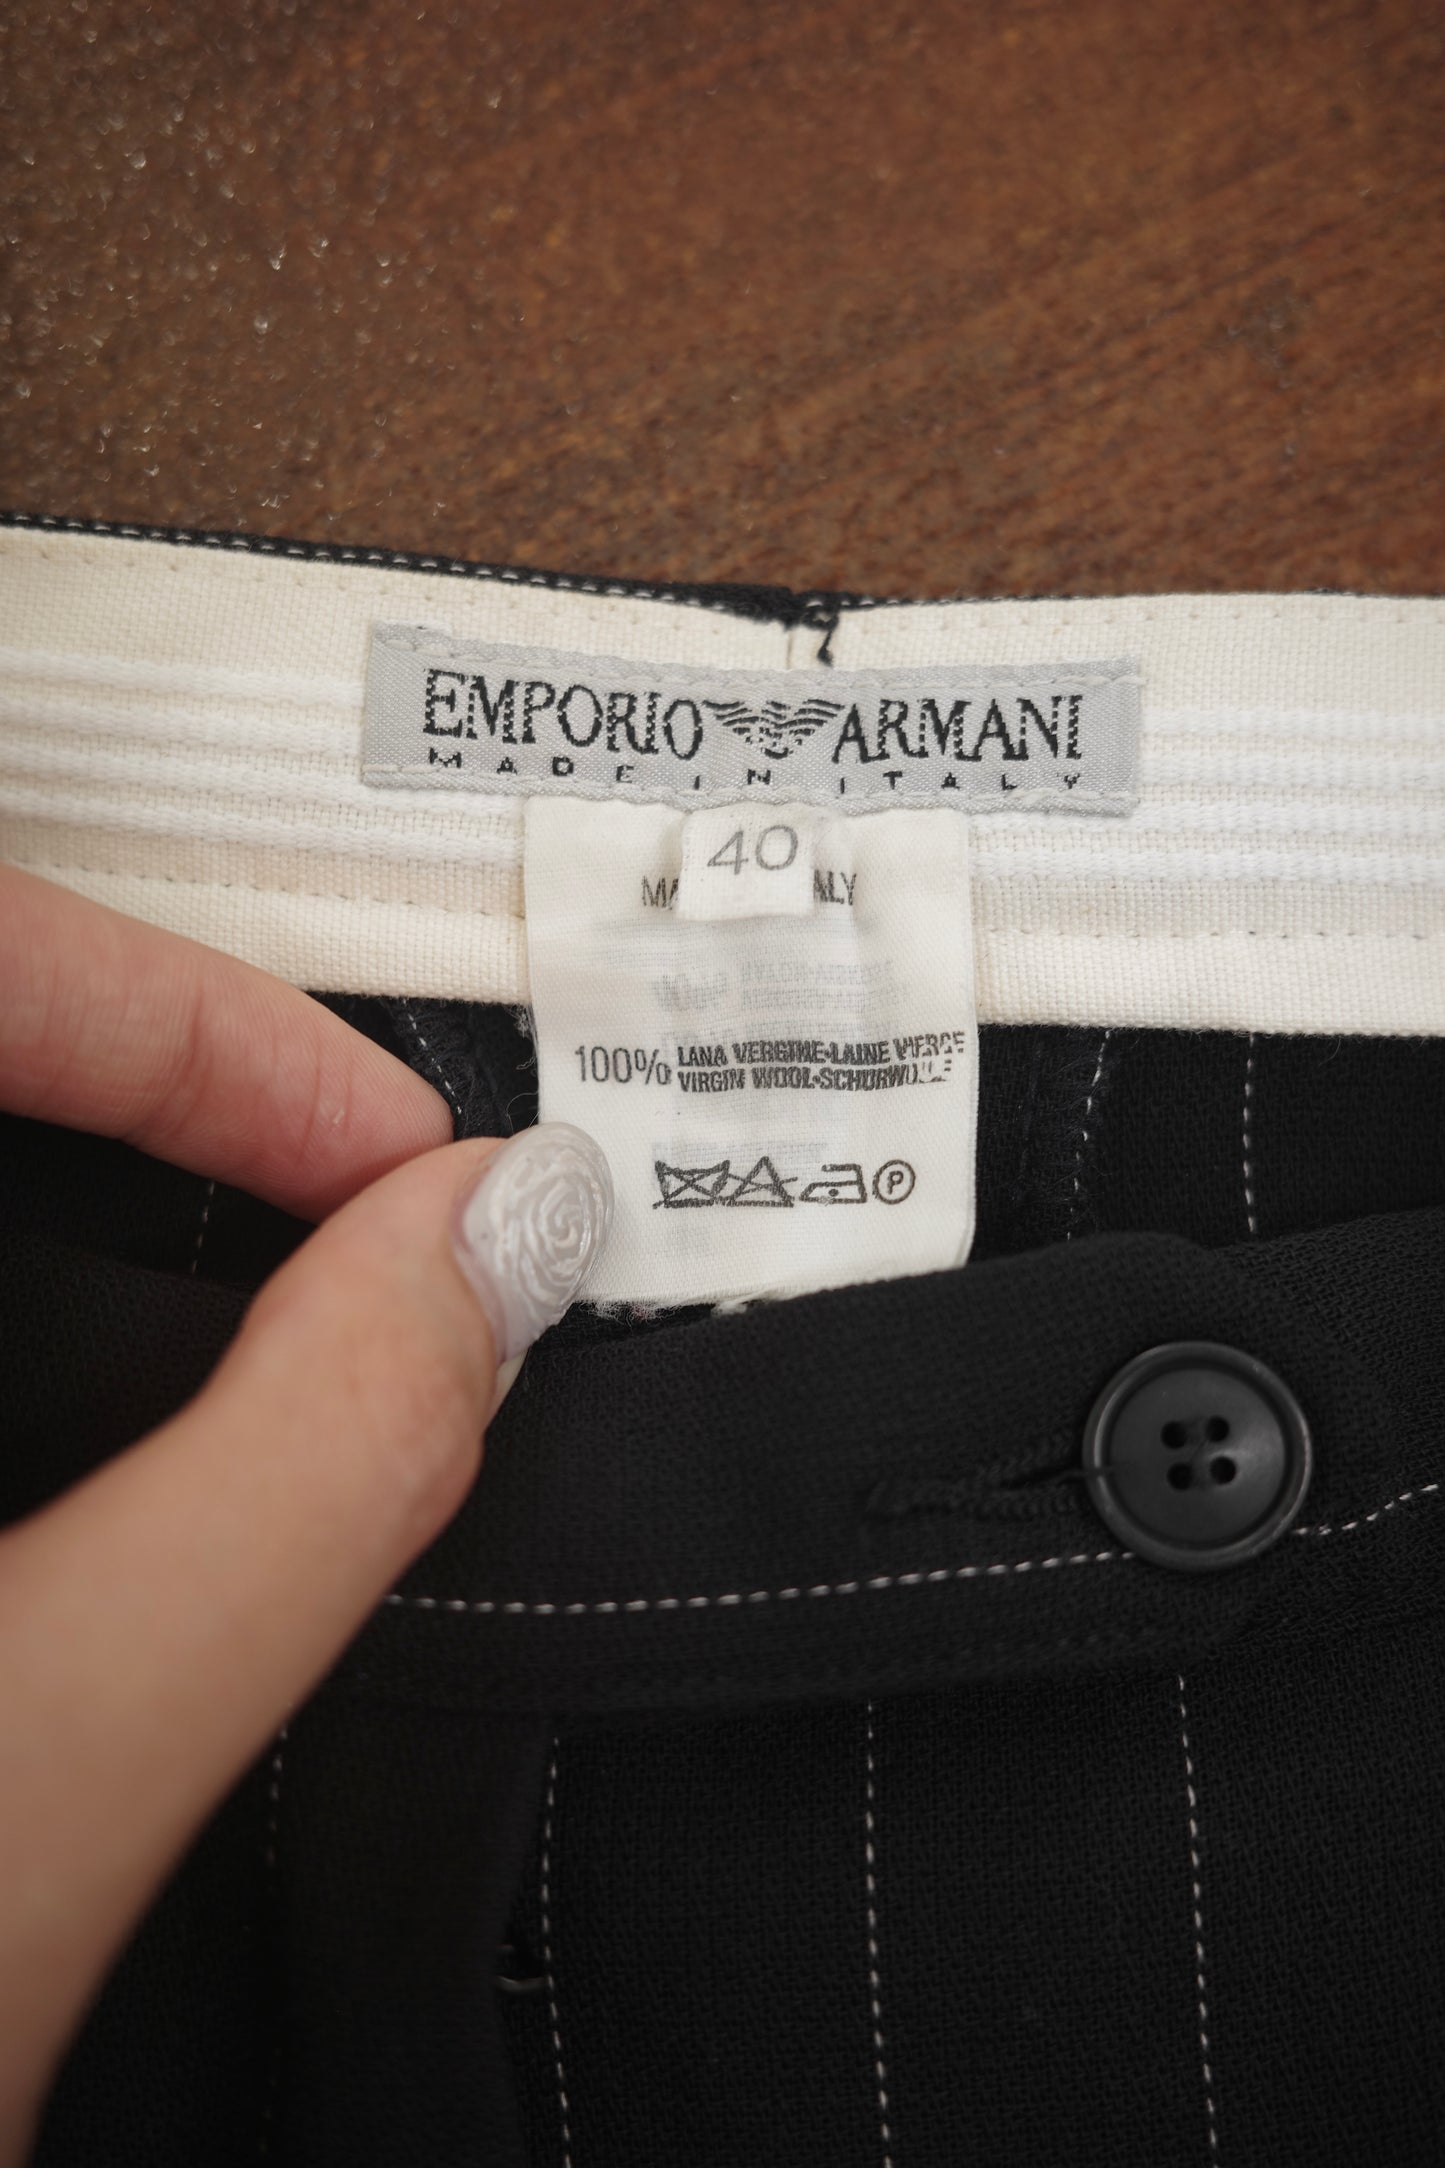 EMPORIO ARMANI
MADE IN ITALY
40
100% LANA VERGINE•LAINE VIERGE
VIRGIN WOOL•SCHURWOLLE
P